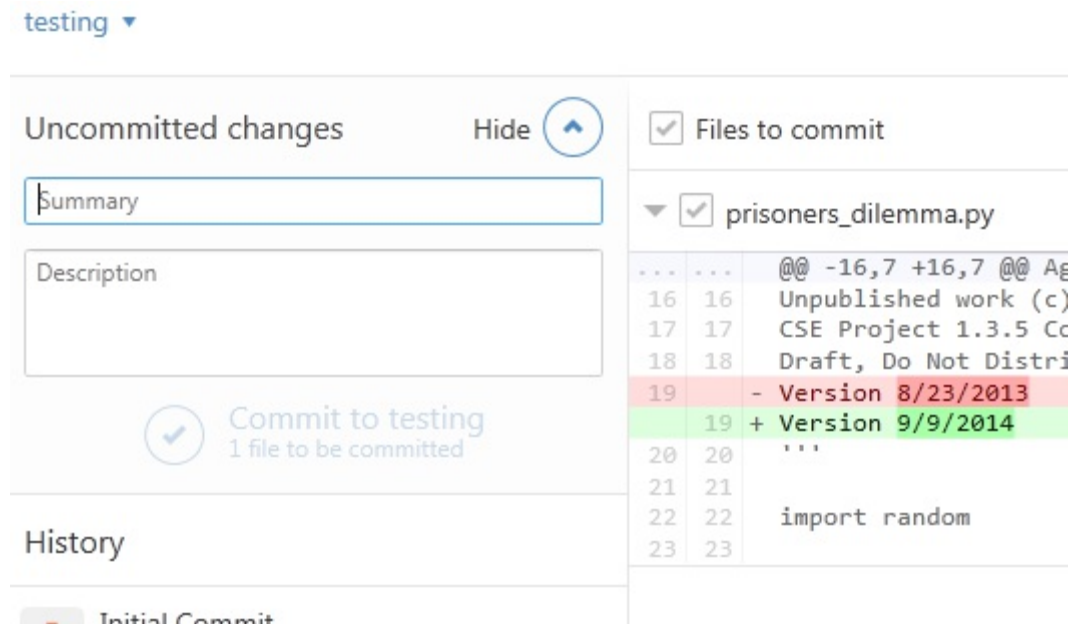 testing
Uncommitted changes
Hide
Summary
Description
Commit to testing
1 file to be committed
History
Initial Commit
Files to commit
prisoners_dilemma.py
... ... @@ -16,7 +16,7 @@
16 16 Unpublished work (c)
17 17 CSE Project 1.3.5
18 18 Draft, Do Not
19 - Version 8/23/2013
19 + Version 9/9/2014
20 20 '''
21 21
22 22 import random
23 23